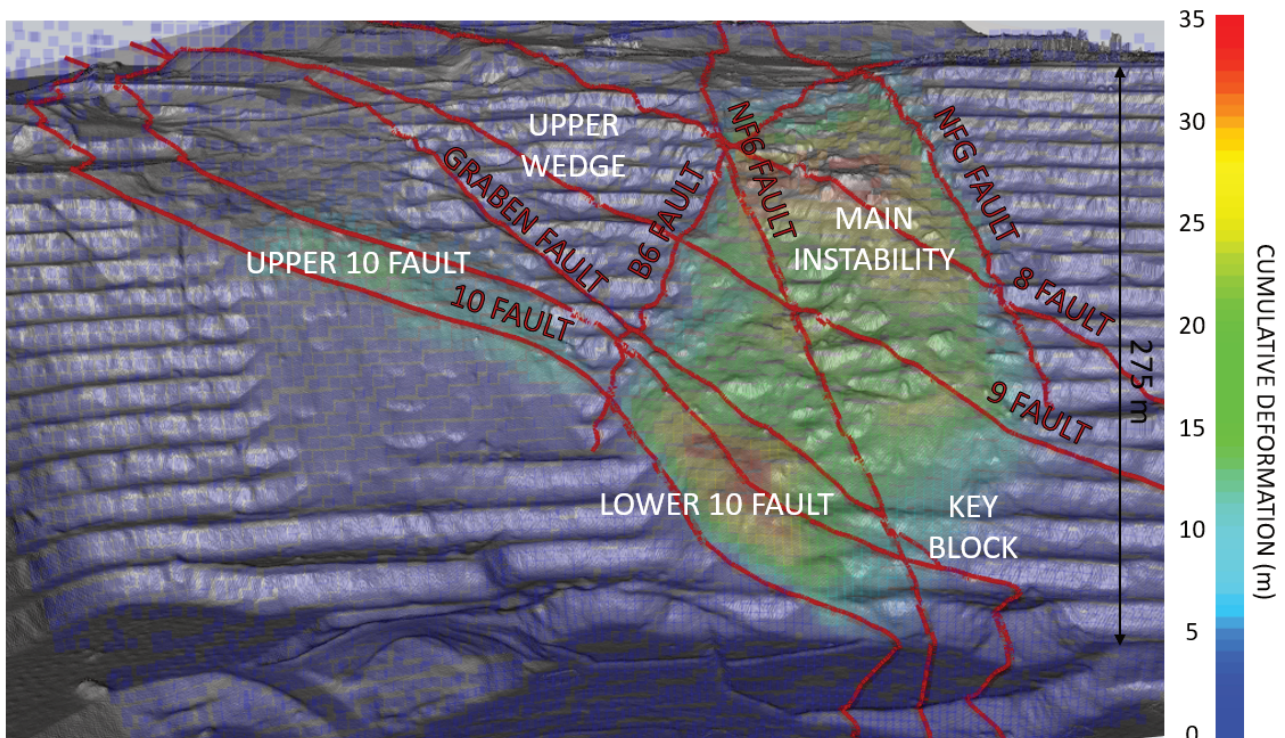 35
30
25
20
15
10
5
0
CUMULATIVE DEFORMATION (m)
275 m
UPPER
WEDGE
NF6 FAULT
NFG FAULT
GRABEN FAULT
B6 FAULT
MAIN
INSTABILITY
UPPER 10 FAULT
10 FAULT
8 FAULT
9 FAULT
LOWER 10 FAULT
KEY
BLOCK